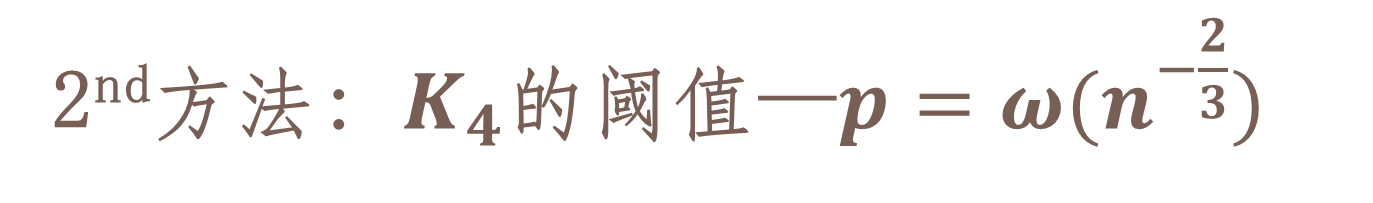 2ⁿᵈ方法：K₄的阈值—p = ω(n^{-2/3})